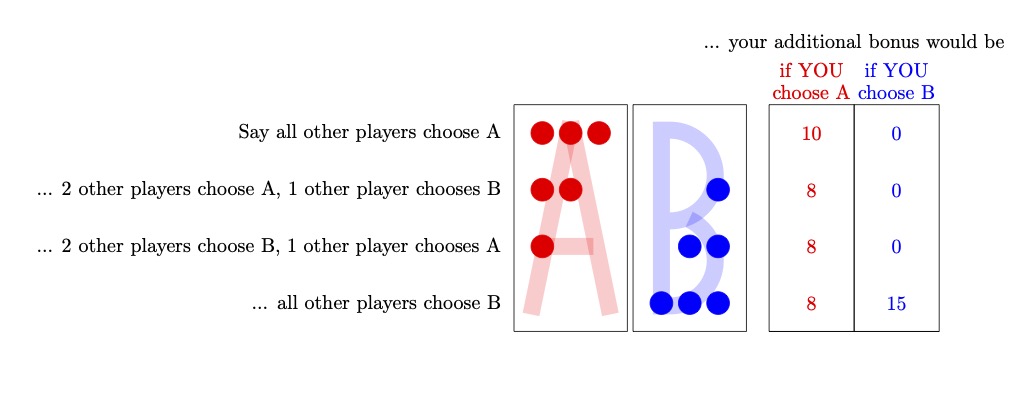 ... your additional bonus would be
if YOU if YOU
choose A choose B
Say all other players choose A 10 0
... 2 other players choose A, 1 other player chooses B 8 0
... 2 other players choose B, 1 other player chooses A 8 0
... all other players choose B 8 15
A B